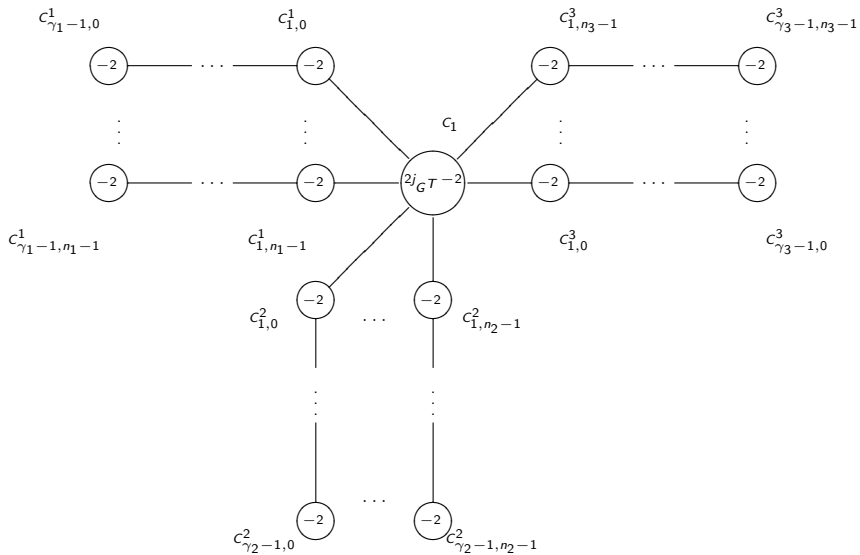 C^1_{γ_1−1,0} C^1_{1,0} C^3_{1,n_3−1} C^3_{γ_3−1,n_3−1}
−2 · · · −2 −2 · · · −2
C_1
−2 · · · −2 2j_G T −2 −2 · · · −2
C^1_{γ_1−1,n_1−1} C^1_{1,n_1−1} C^3_{1,0} C^3_{γ_3−1,0}
−2 −2
C^2_{1,0} · · · C^2_{1,n_2−1}
−2 · · · −2
C^2_{γ_2−1,0} C^2_{γ_2−1,n_2−1}